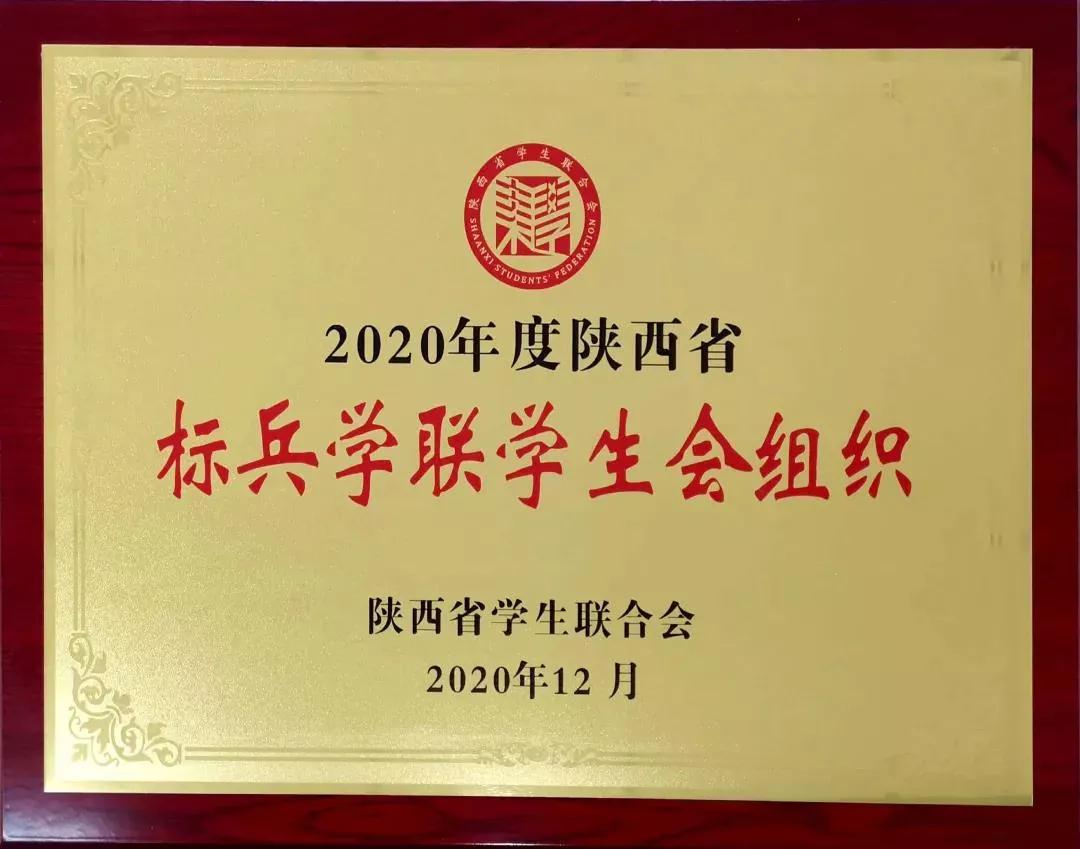 陕西省学生联合会
SHAANXI STUDENTS' FEDERATION
2020年度陕西省
标兵学联学生会组织
陕西省学生联合会
2020年12 月